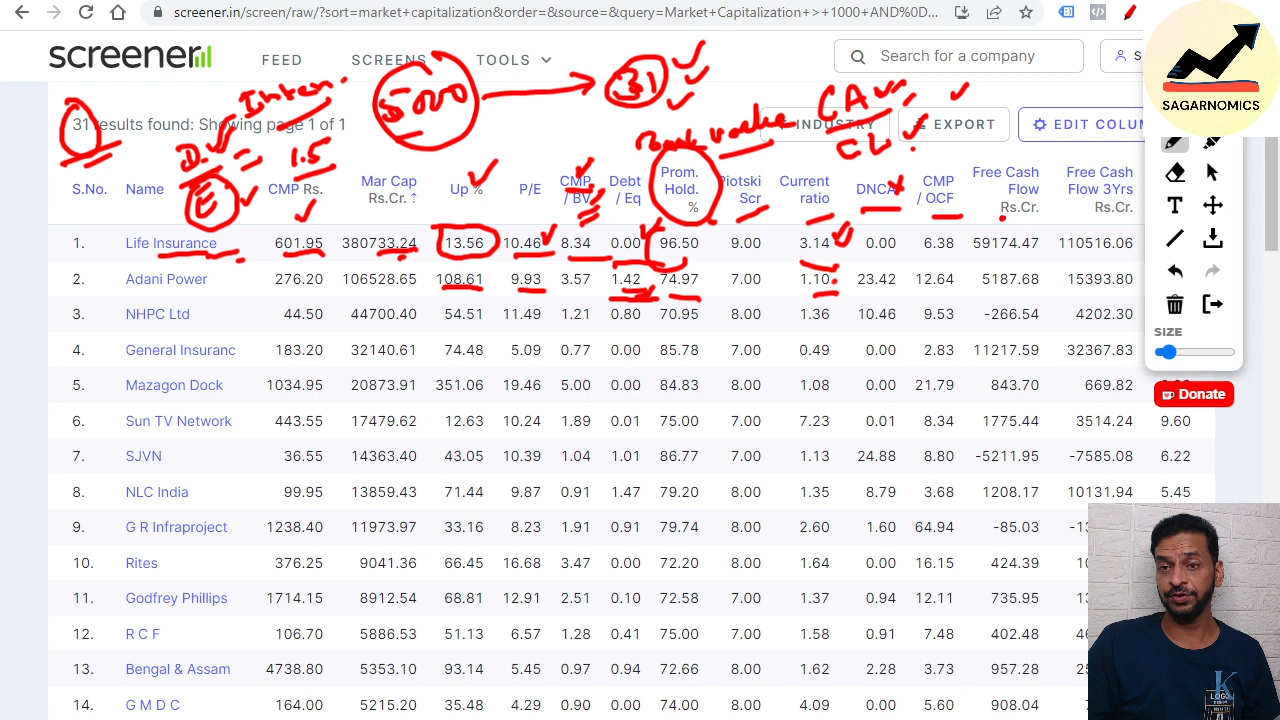 screener.in/screen/raw/?sort=market+capitalization&order=&source=&query=Market+Capitalization+>+1000+AND%0D...
screener
FEED
SCREENS
TOOLS
Search for a company
S
SAGARNOMICS
5000
31
31 results found: Showing page 1 of 1
D
E
1.5
Book value
CA
CL
INDUSTRY
EXPORT
EDIT COLUM
S.No. Name CMP Rs. Mar Cap Rs.Cr. Up % P/E CMP / BV Debt / Eq Prom. Hold. % Piotski Scr Current ratio DNCA CMP / OCF Free Cash Flow Rs.Cr. Free Cash Flow 3Yrs Rs.Cr.
1. Life Insurance 601.95 380733.24 13.56 10.46 8.34 0.00 96.50 9.00 3.14 0.00 6.38 59174.47 110516.06
2. Adani Power 276.20 106528.65 108.61 9.93 3.57 1.42 74.97 7.00 1.10 23.42 12.64 5187.68 15393.80
3. NHPC Ltd 44.50 44700.40 54.11 11.49 1.21 0.80 70.95 7.00 1.36 10.46 9.53 -266.54 4202.30
4. General Insuranc 183.20 32140.61 74.48 5.09 0.77 0.00 85.78 7.00 0.49 0.00 2.83 11217.59 32367.83
5. Mazagon Dock 1034.95 20873.91 351.06 19.46 5.00 0.00 84.83 8.00 1.08 0.00 21.79 843.70 669.82
6. Sun TV Network 443.55 17479.62 12.63 10.24 1.89 0.01 75.00 7.00 7.23 0.01 8.34 1775.44 3514.24 9.60
7. SJVN 36.55 14363.40 43.05 10.39 1.04 1.01 86.77 7.00 1.13 24.88 8.80 -5211.95 -7585.08 6.22
8. NLC India 99.95 13859.43 71.44 9.87 0.91 1.47 79.20 8.00 1.35 8.79 3.68 1208.17 10131.94 5.45
9. G R Infraproject 1238.40 11973.97 33.16 8.23 1.91 0.91 79.74 8.00 2.60 1.60 64.94 -85.03
10. Rites 376.25 9041.36 66.45 16.68 3.47 0.00 72.20 8.00 1.64 0.00 16.15 424.39
11. Godfrey Phillips 1714.15 8912.54 12.91 2.51 0.10 72.58 7.00 1.37 0.94 12.11 735.95
12. R C F 106.70 5886.53 51.13 6.57 1.28 0.41 75.00 7.00 1.58 0.91 7.48 402.48
13. Bengal & Assam 4738.80 5353.10 93.14 5.45 0.97 0.94 72.66 8.00 1.62 2.28 3.73 957.28
14. G M D C 164.00 5215.20 35.48 4.29 0.90 0.00 74.00 7.00 4.09 0.00 5.60 908.04
T
SIZE
Donate
K
LOGO
DESIGN